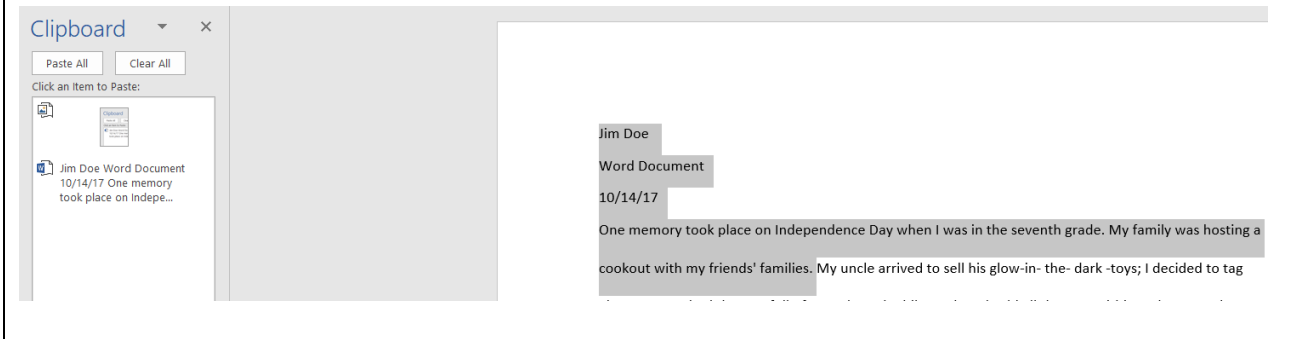 Clipboard
Paste All
Clear All
Click an Item to Paste:
Jim Doe Word Document
10/14/17 One memory
took place on Indepe...
Jim Doe
Word Document
10/14/17
One memory took place on Independence Day when I was in the seventh grade. My family was hosting a
cookout with my friends' families. My uncle arrived to sell his glow-in- the- dark -toys; I decided to tag